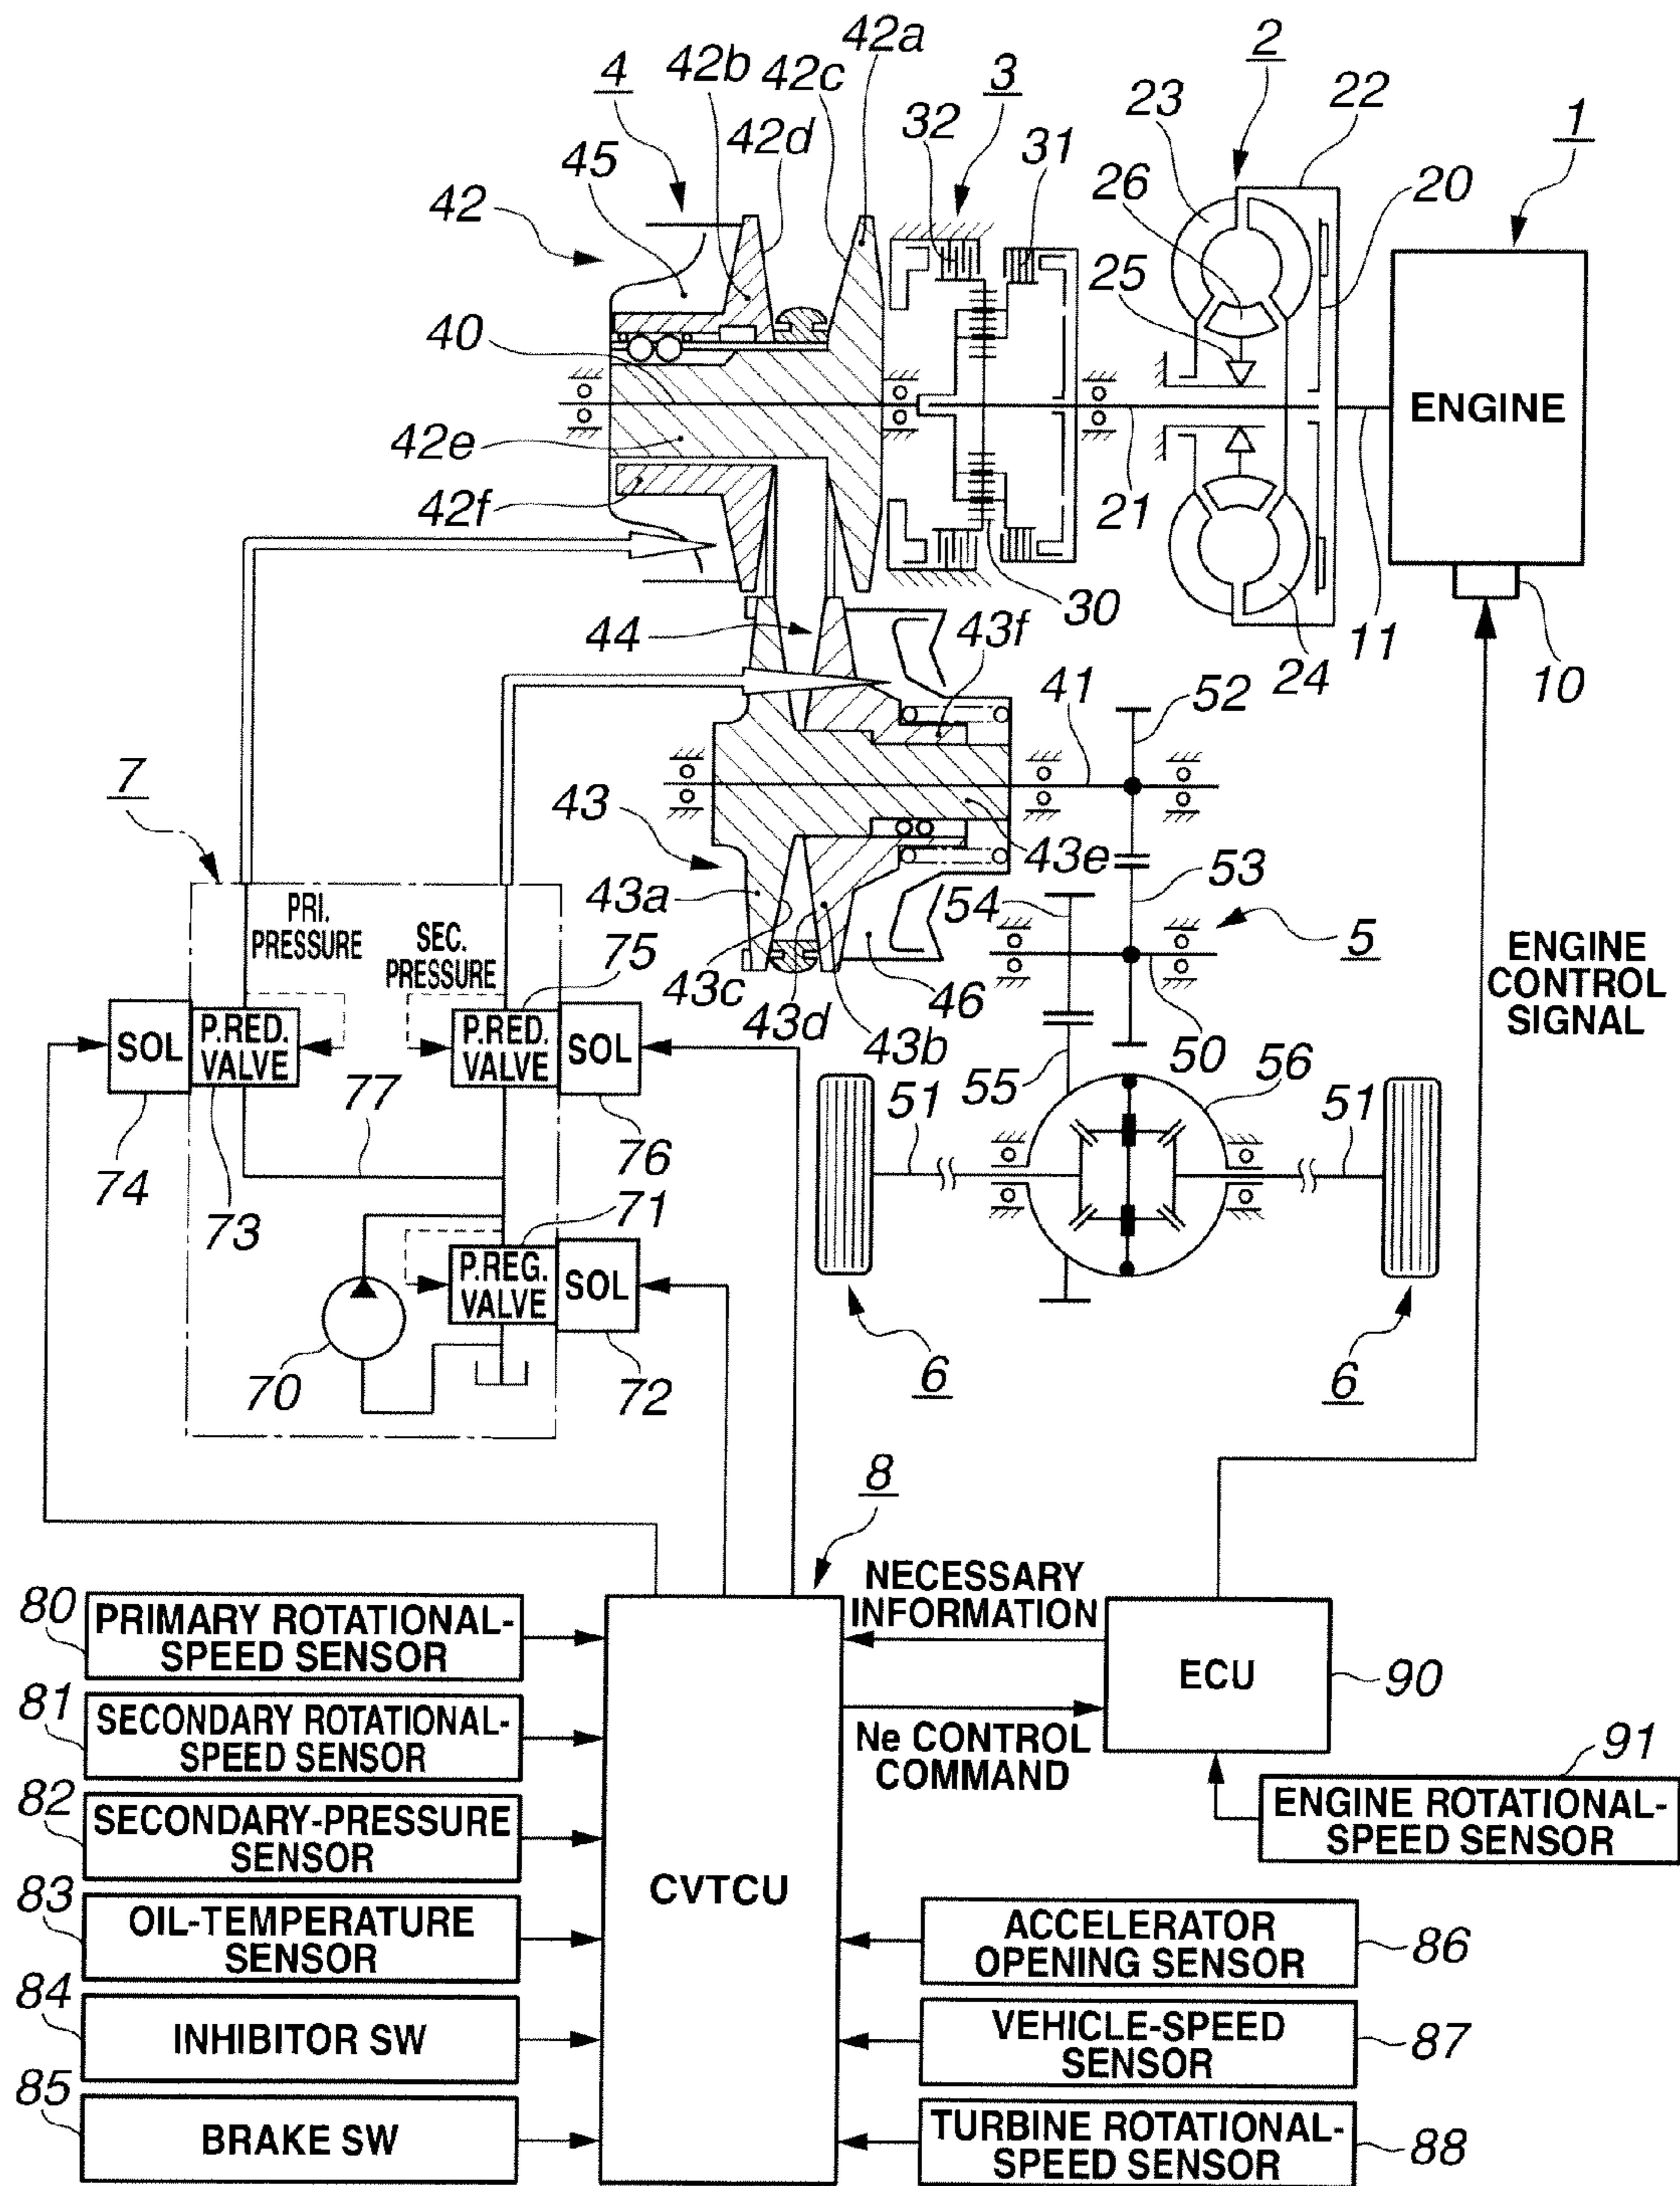 42a
4
42b
42c
3
2
23
22
1
32
42d
31
45
26
20
42
25
40
ENGINE
42e
42f
21
30
44
43f
11
24
10
41
52
7
43
43e
53
43a
54
PRI.
PRESSURE
SEC.
PRESSURE
75
5
ENGINE
CONTROL
SIGNAL
43c
43d
46
43b
50
SOL
P.RED.
VALVE
P.RED.
VALVE
SOL
77
55
56
51
51
74
73
76
71
P.REG.
VALVE
SOL
70
72
6
6
8
NECESSARY
INFORMATION
80
PRIMARY ROTATIONAL-
SPEED SENSOR
ECU
90
81
SECONDARY ROTATIONAL-
SPEED SENSOR
Ne CONTROL
COMMAND
91
ENGINE ROTATIONAL-
SPEED SENSOR
82
SECONDARY-PRESSURE
SENSOR
CVTCU
83
OIL-TEMPERATURE
SENSOR
ACCELERATOR
OPENING SENSOR
86
84
INHIBITOR SW
VEHICLE-SPEED
SENSOR
87
85
BRAKE SW
TURBINE ROTATIONAL-
SPEED SENSOR
88